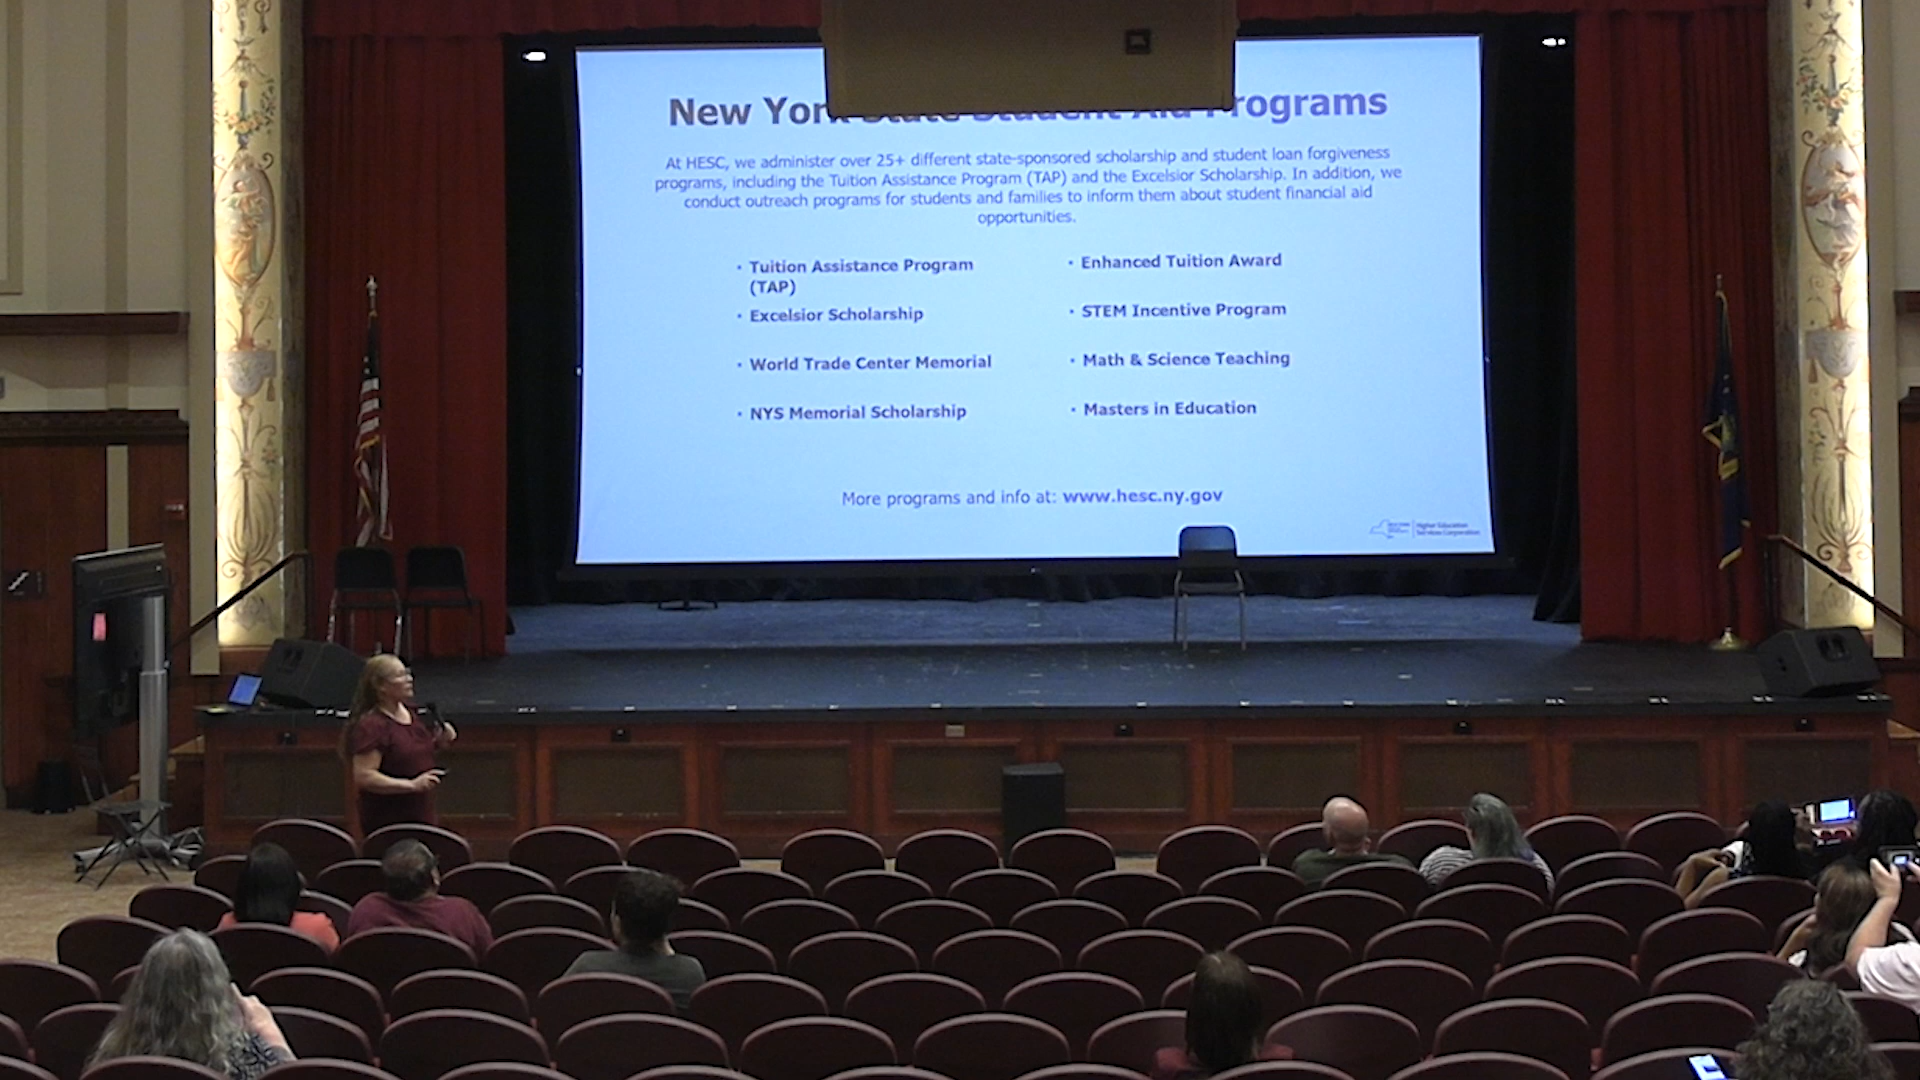 New York State Student Aid Programs
At HESC, we administer over 25+ different state-sponsored scholarship and student loan forgiveness
programs, including the Tuition Assistance Program (TAP) and the Excelsior Scholarship. In addition, we
conduct outreach programs for students and families to inform them about student financial aid
opportunities.
• Tuition Assistance Program
(TAP)
• Excelsior Scholarship
• World Trade Center Memorial
• NYS Memorial Scholarship
• Enhanced Tuition Award
• STEM Incentive Program
• Math & Science Teaching
• Masters in Education
More programs and info at: www.hesc.ny.gov
Higher Education
Services Corporation